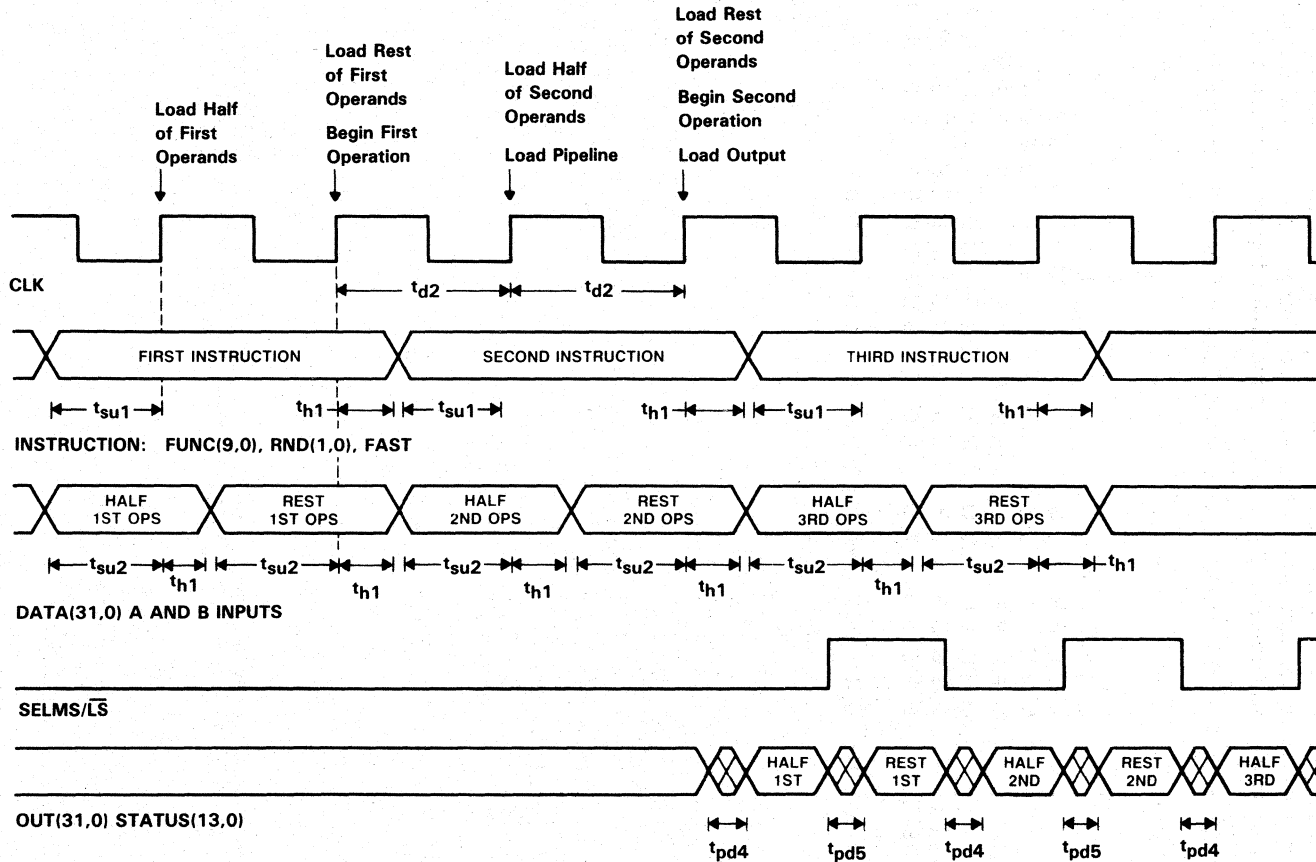 Load Half
of First
Operands
Load Rest
of First
Operands
Begin First
Operation
Load Half
of Second
Operands
Load Pipeline
Load Rest
of Second
Operands
Begin Second
Operation
Load Output
CLK
td2
td2
FIRST INSTRUCTION
SECOND INSTRUCTION
THIRD INSTRUCTION
tsu1
th1
tsu1
th1
tsu1
th1
INSTRUCTION: FUNC(9,0), RND(1,0), FAST
HALF
1ST OPS
REST
1ST OPS
HALF
2ND OPS
REST
2ND OPS
HALF
3RD OPS
REST
3RD OPS
tsu2
th1
tsu2
th1
tsu2
th1
tsu2
th1
tsu2
th1
tsu2
th1
DATA(31,0) A AND B INPUTS
SELMS/L̅S̅
HALF
1ST
REST
1ST
HALF
2ND
REST
2ND
HALF
3RD
OUT(31,0) STATUS(13,0)
tpd4
tpd5
tpd4
tpd5
tpd4